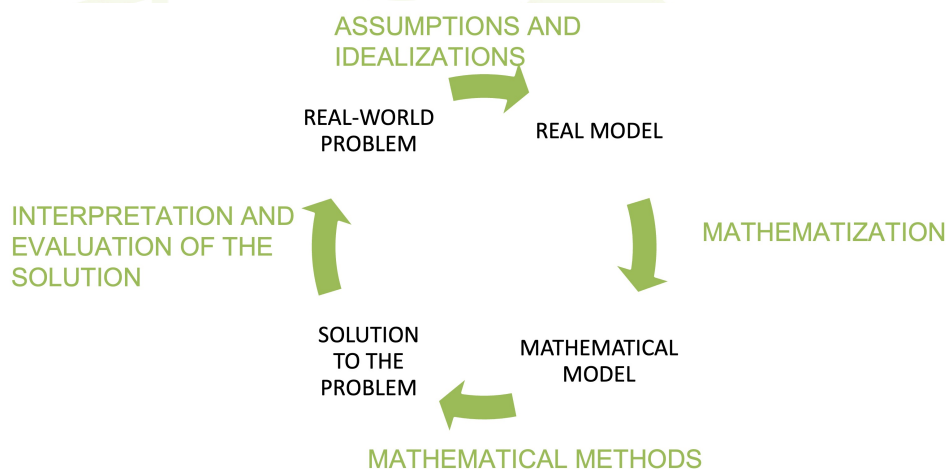 ASSUMPTIONS AND
IDEALIZATIONS
REAL-WORLD
PROBLEM
REAL MODEL
INTERPRETATION AND
EVALUATION OF THE
SOLUTION
MATHEMATIZATION
SOLUTION
TO THE
PROBLEM
MATHEMATICAL
MODEL
MATHEMATICAL METHODS